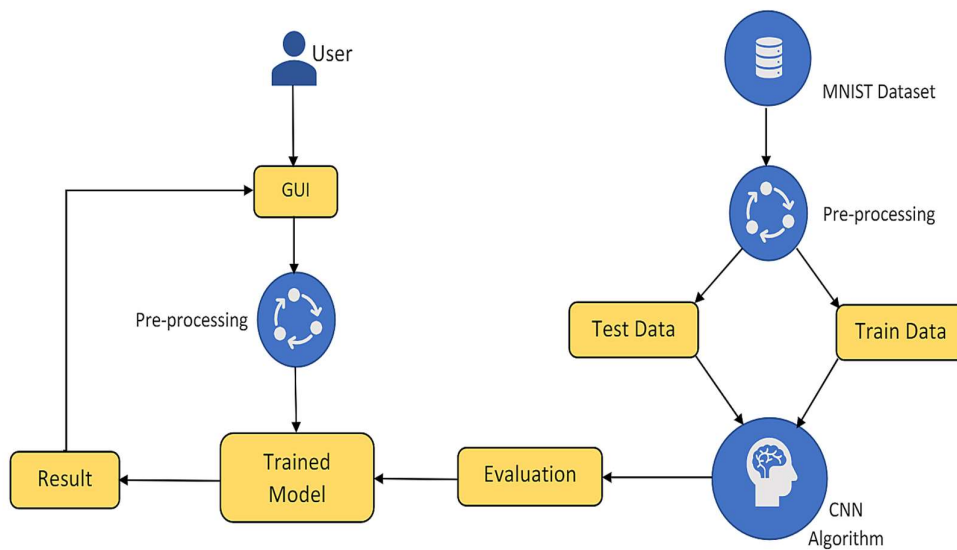 User
MNIST Dataset
GUI
Pre-processing
Pre-processing
Test Data
Train Data
Result
Trained
Model
Evaluation
CNN
Algorithm